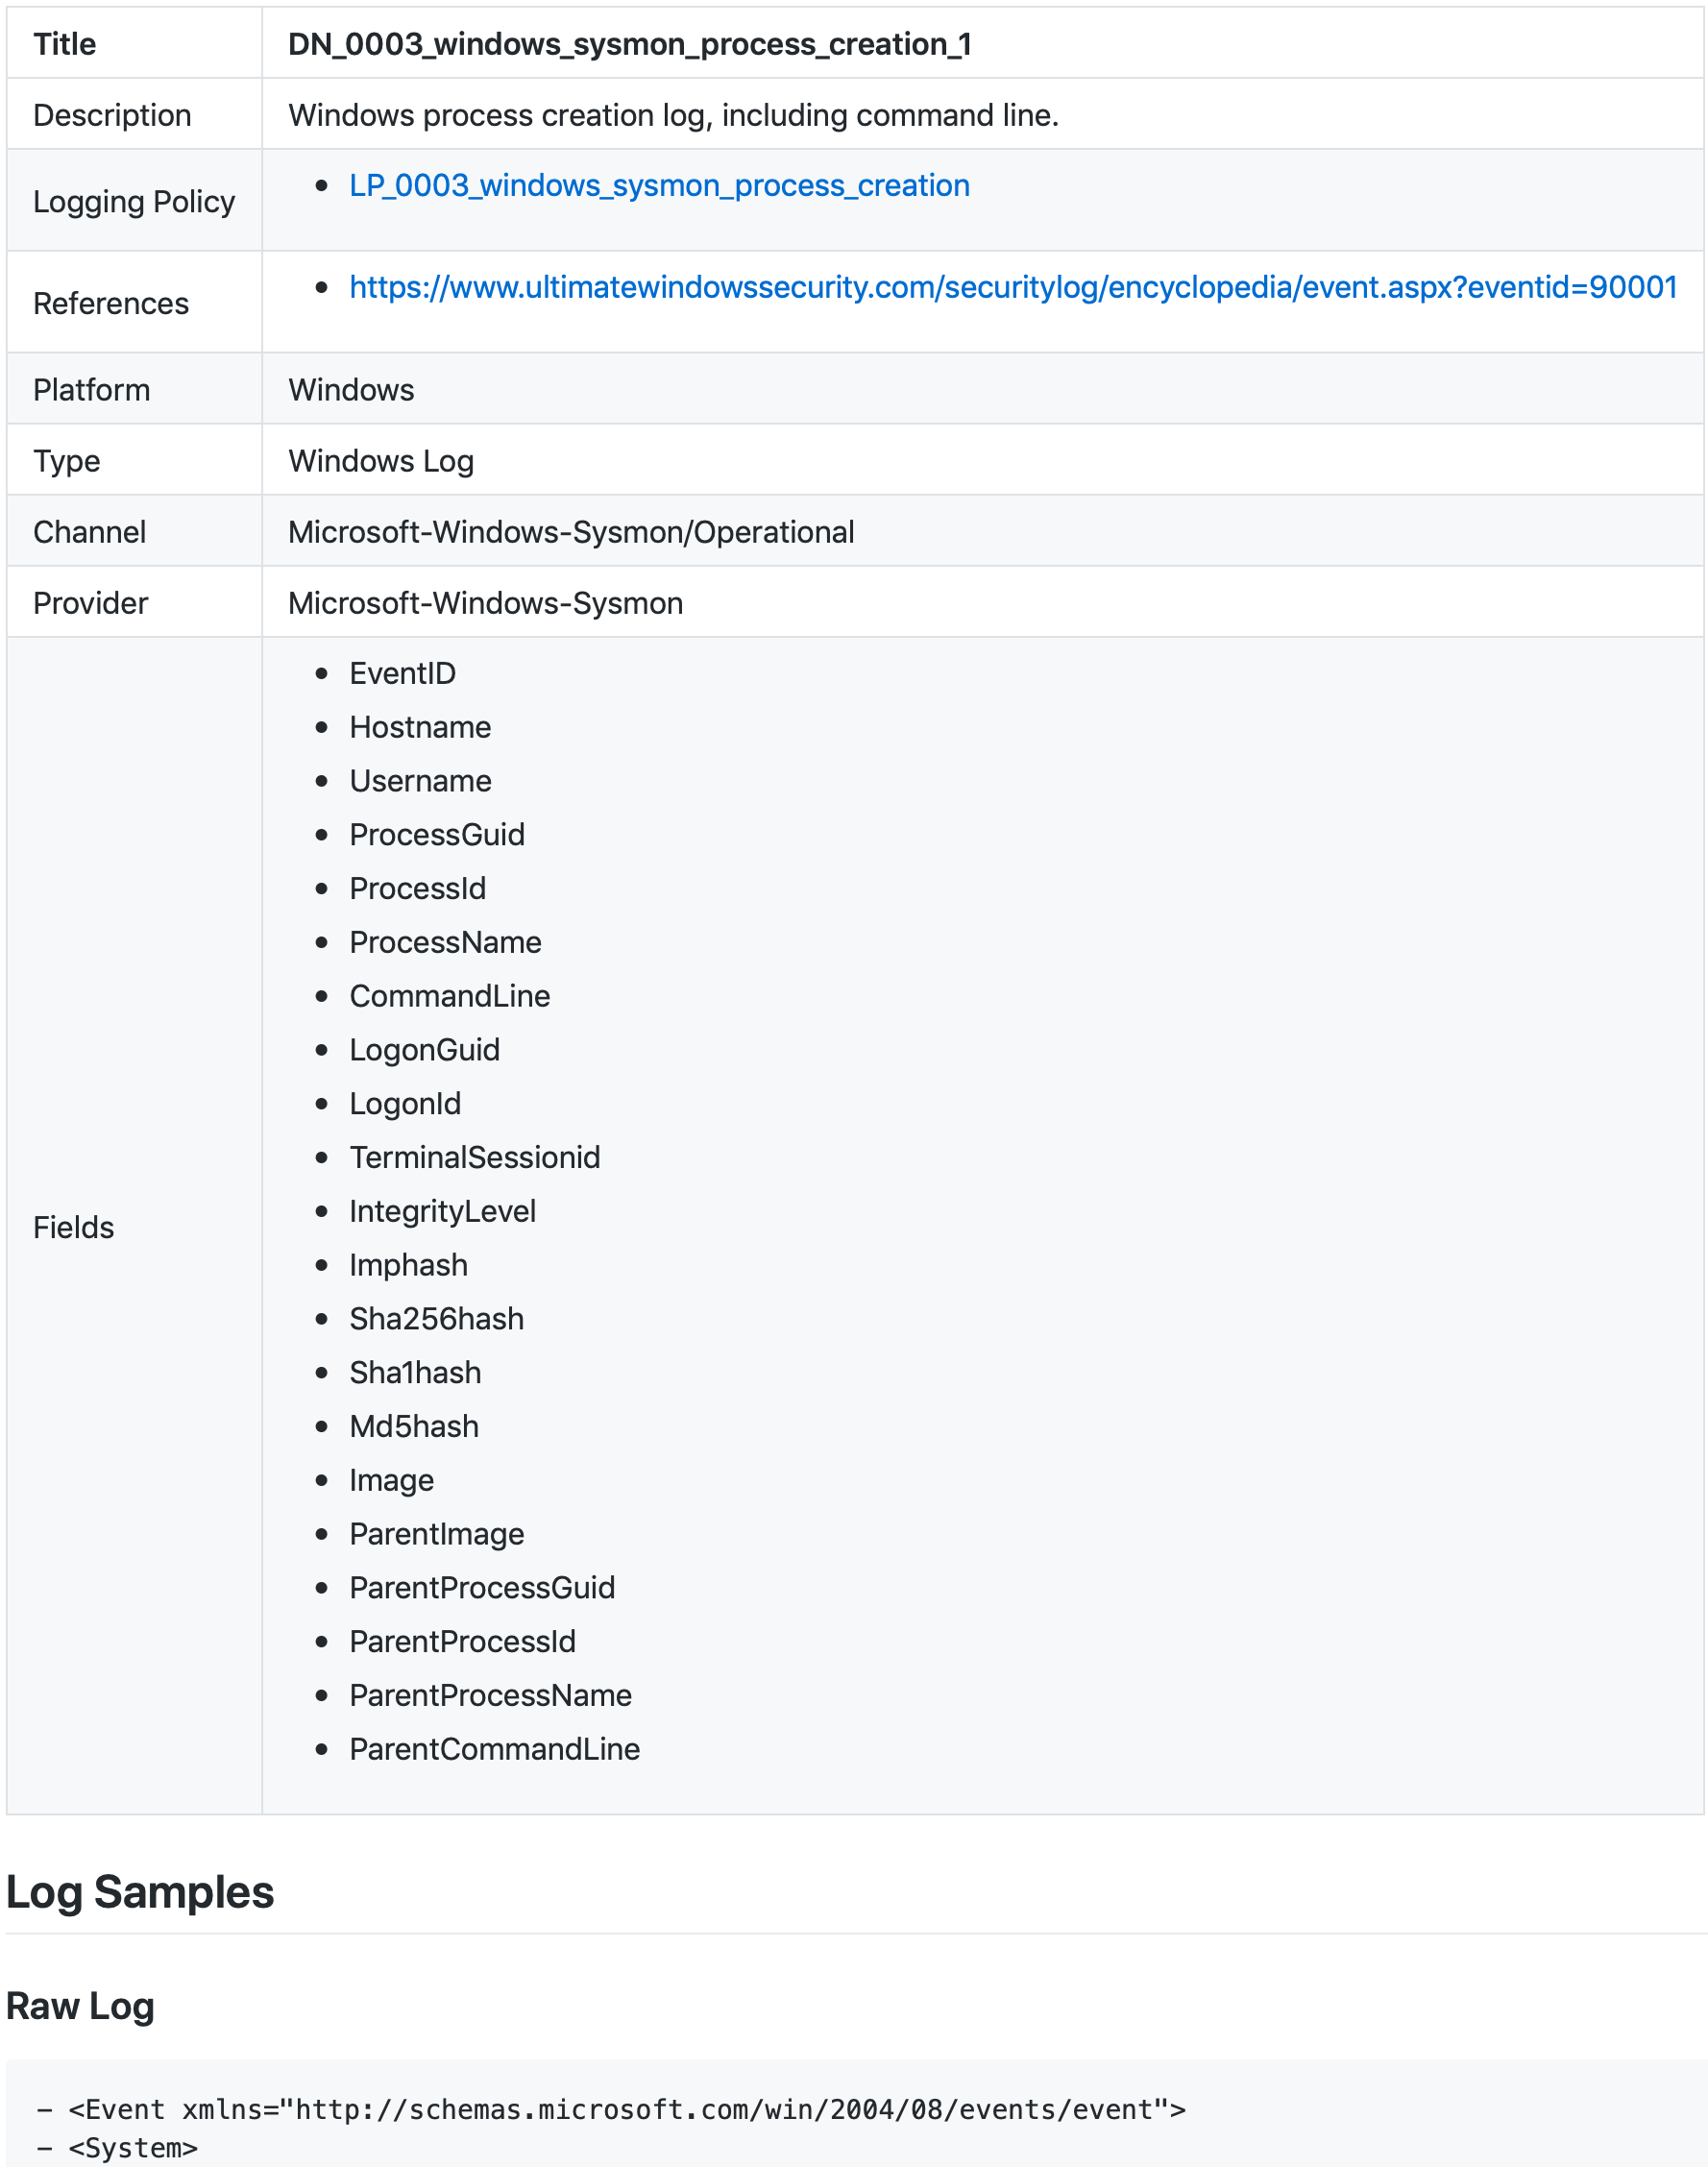 Title DN_0003_windows_sysmon_process_creation_1
Description Windows process creation log, including command line.
Logging Policy LP_0003_windows_sysmon_process_creation
References https://www.ultimatewindowssecurity.com/securitylog/encyclopedia/event.aspx?eventid=90001
Platform Windows
Type Windows Log
Channel Microsoft-Windows-Sysmon/Operational
Provider Microsoft-Windows-Sysmon
Fields
EventID
Hostname
Username
ProcessGuid
ProcessId
ProcessName
CommandLine
LogonGuid
LogonId
TerminalSessionid
IntegrityLevel
Imphash
Sha256hash
Sha1hash
Md5hash
Image
ParentImage
ParentProcessGuid
ParentProcessId
ParentProcessName
ParentCommandLine
Log Samples
Raw Log
- <Event xmlns="http://schemas.microsoft.com/win/2004/08/events/event">
- <System>